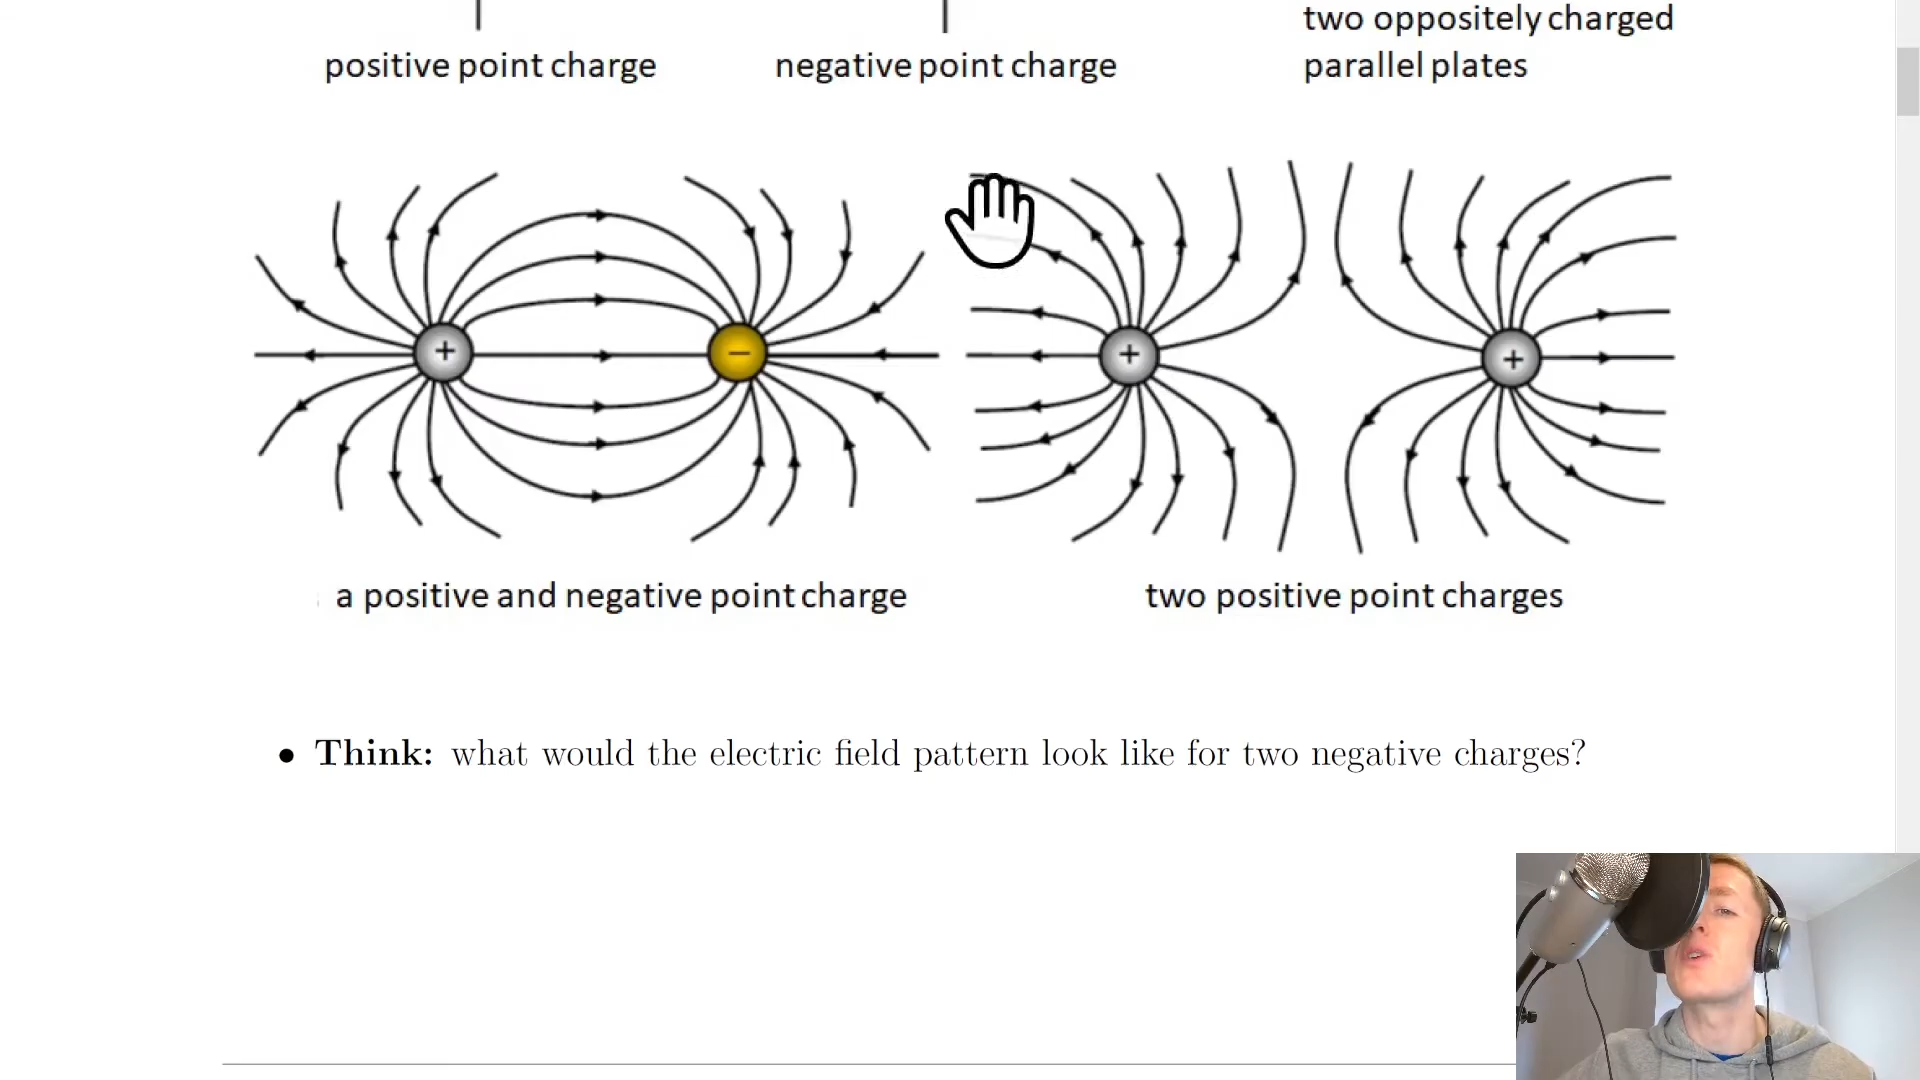 two oppositely charged
positive point charge
negative point charge
parallel plates
+
−
+
+
a positive and negative point charge
two positive point charges
• Think: what would the electric field pattern look like for two negative charges?